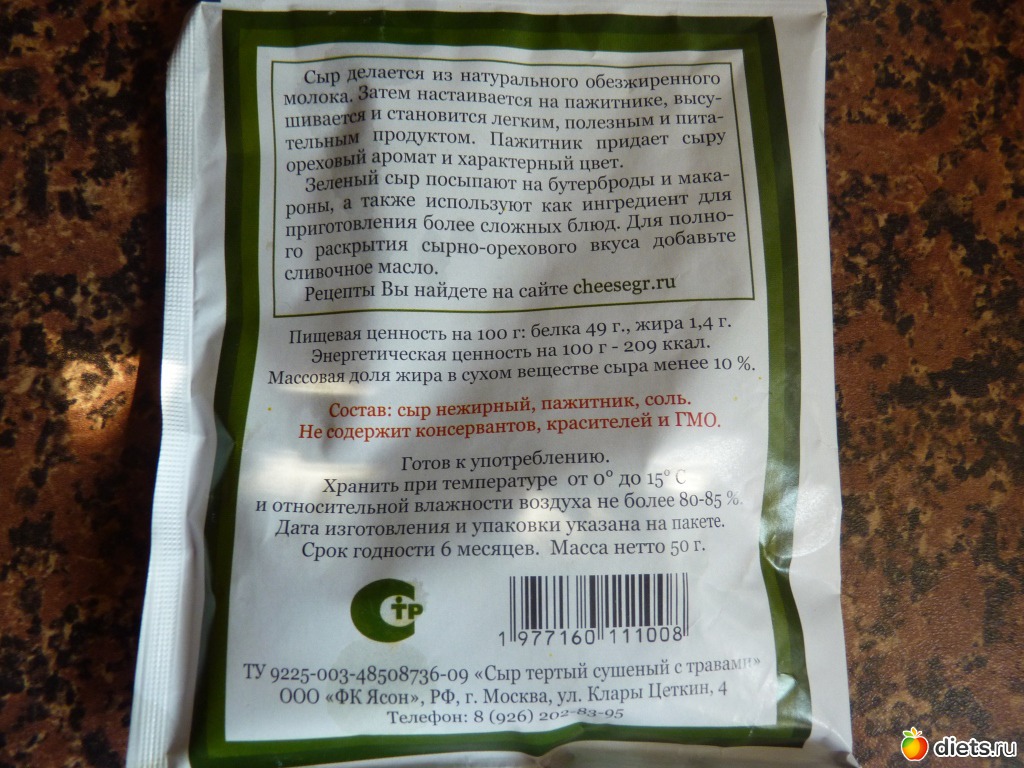 Сыр делается из натурального обезжиренного
молока. Затем настаивается на пажитнике, высу-
шивается и становится легким, полезным и пита-
тельным продуктом. Пажитник придает сыру
ореховый аромат и характерный цвет.
Зеленый сыр посыпают на бутерброды и мака-
роны, а также используют как ингредиент для
приготовления более сложных блюд. Для полно-
го раскрытия сырно-орехового вкуса добавьте
сливочное масло.
Рецепты Вы найдете на сайте cheesegr.ru
Пищевая ценность на 100 г: белка 49 г., жира 1,4 г.
Энергетическая ценность на 100 г - 209 ккал.
Массовая доля жира в сухом веществе сыра менее 10 %.
Состав: сыр нежирный, пажитник, соль.
Не содержит консервантов, красителей и ГМО.
Готов к употреблению.
Хранить при температуре от 0° до 15° С
и относительной влажности воздуха не более 80-85 %.
Дата изготовления и упаковки указана на пакете.
Срок годности 6 месяцев. Масса нетто 50 г.
Стр
1 977160 111008
ТУ 9225-003-48508736-09 «Сыр тертый сушеный с травами»
ООО «ФК Ясон», РФ, г. Москва, ул. Клары Цеткин, 4
Телефон: 8 (926) 202-83-95
diets.ru